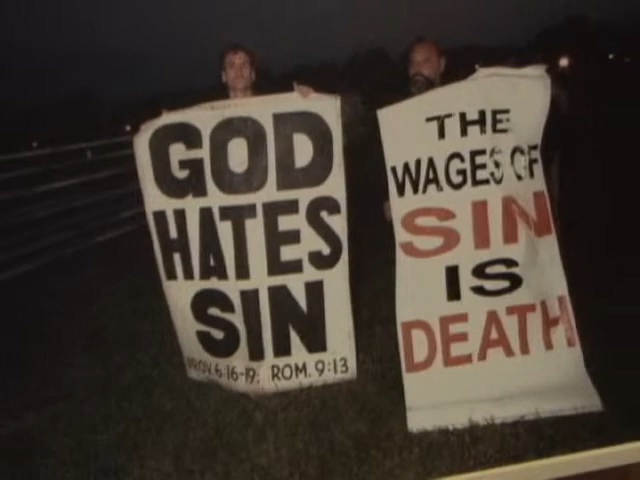 GOD
HATES
SIN
PROV. 6:16-19; ROM. 9:13
THE
WAGES OF
SIN
IS
DEATH